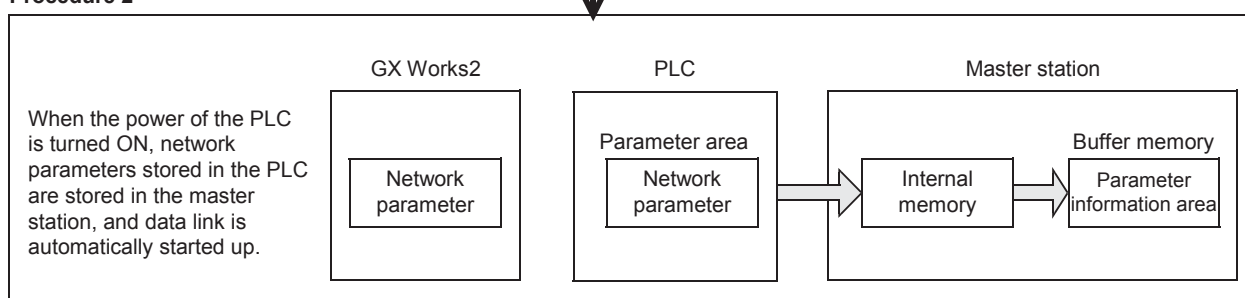 Procedure 2
GX Works2
PLC
Master station
When the power of the PLC
is turned ON, network
parameters stored in the PLC
are stored in the master
station, and data link is
automatically started up.
Network
parameter
Parameter area
Network
parameter
Internal
memory
Buffer memory
Parameter
information area